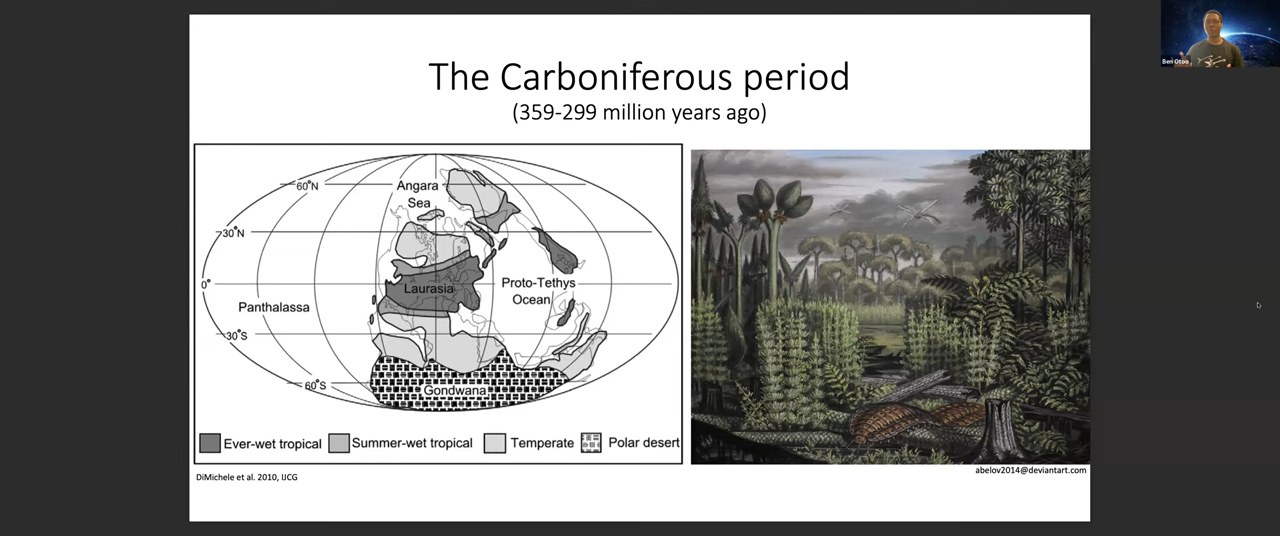 The Carboniferous period
(359-299 million years ago)
60°N
Angara
Sea
30°N
0°
Laurasia
Proto-Tethys
Ocean
Panthalassa
30°S
60°S
Gondwana
Ever-wet tropical
Summer-wet tropical
Temperate
Polar desert
DiMichele et al. 2010, IJCG
abelov2014@deviantart.com
Ben Otoo